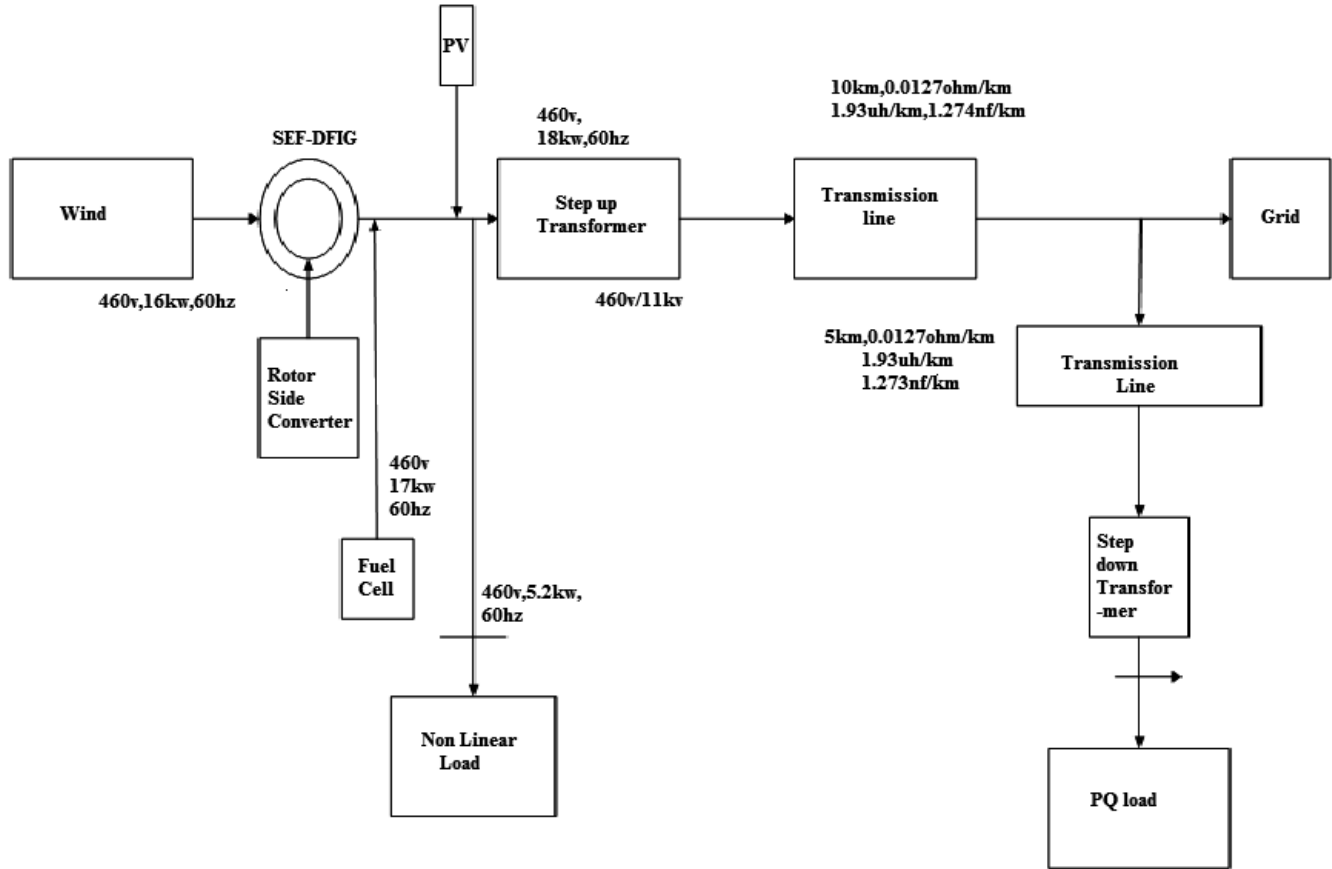 PV
10km,0.0127ohm/km
1.93uh/km,1.274nf/km
460v,
18kw,60hz
SEF-DFIG
Wind
Step up
Transformer
Transmission
line
Grid
460v,16kw,60hz
460v/11kv
5km,0.0127ohm/km
1.93uh/km
1.273nf/km
Transmission
Line
Rotor
Side
Converter
460v
17kw
60hz
Fuel
Cell
460v,5.2kw,
60hz
Step
down
Transfor
-mer
Non Linear
Load
PQ load